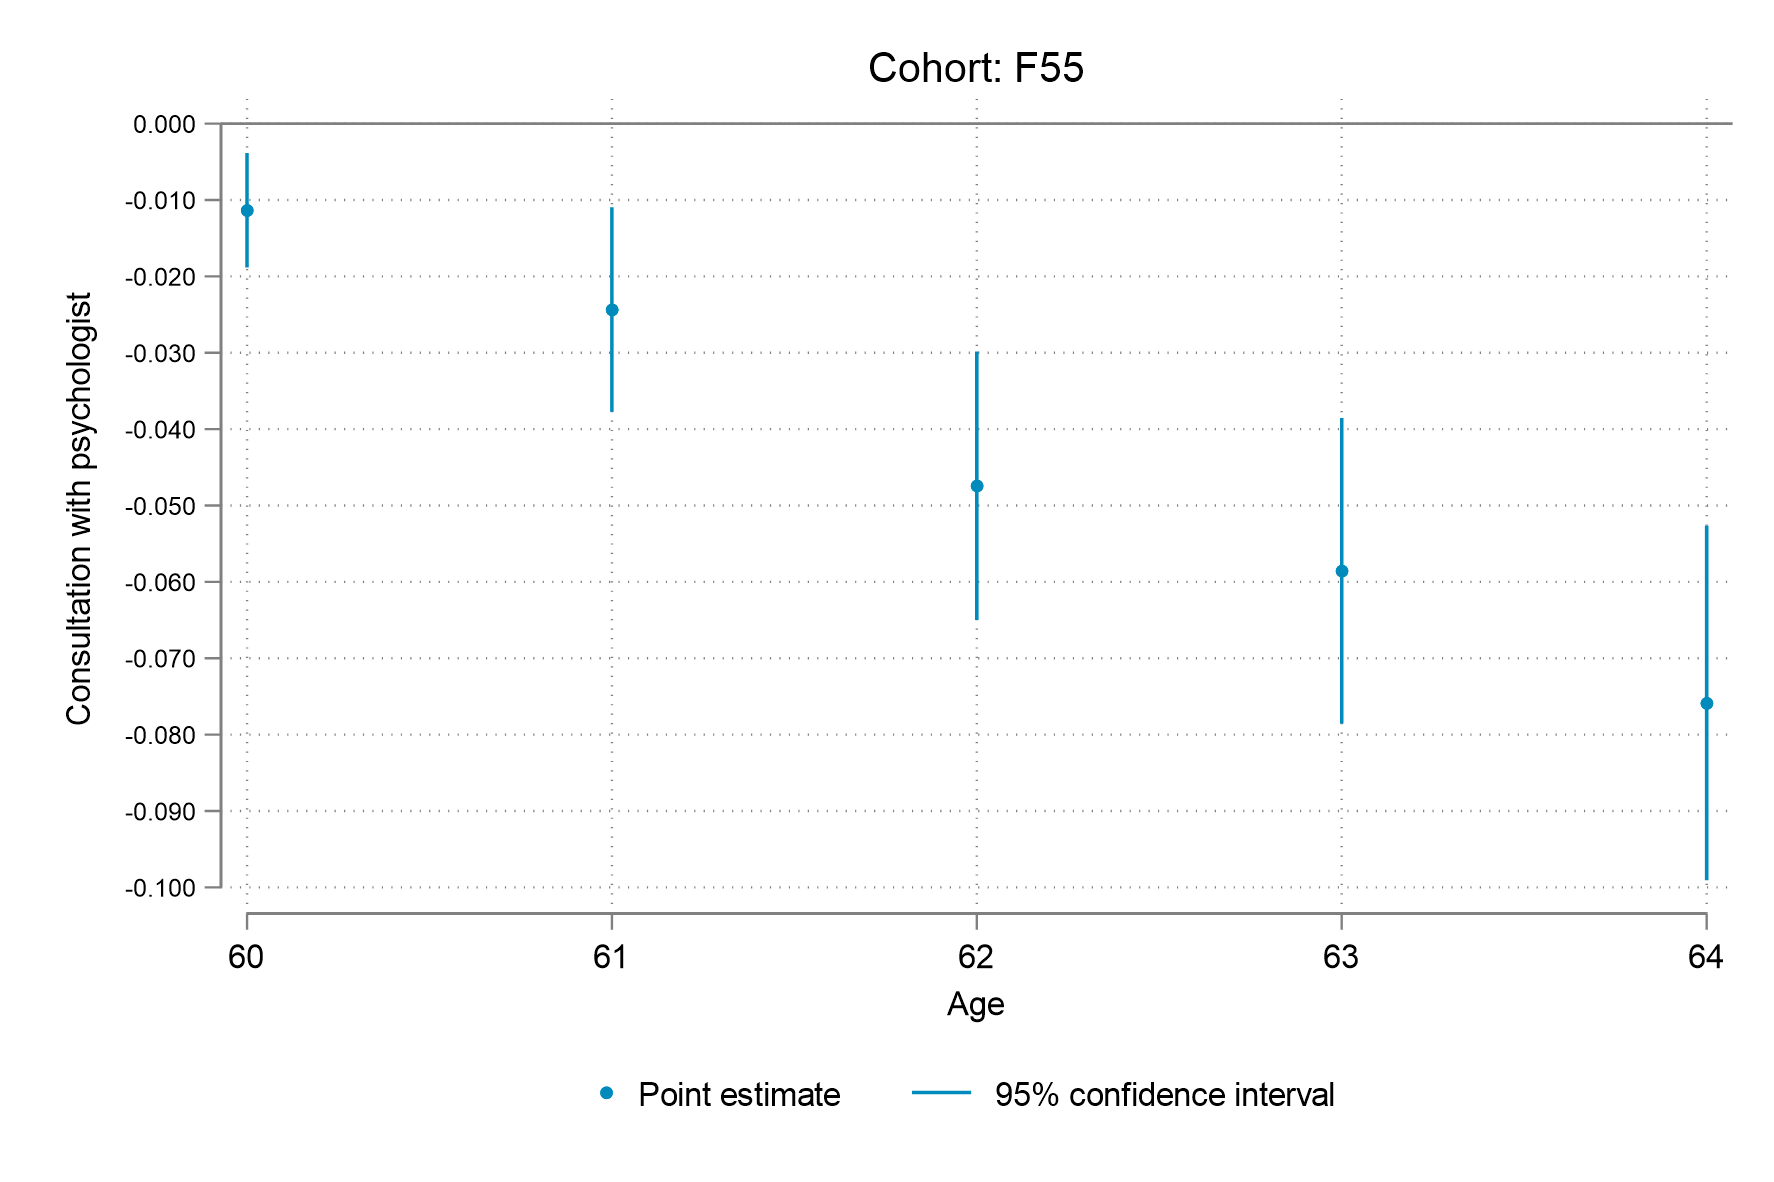 Cohort: F55
0.000
-0.010
-0.020
-0.030
-0.040
-0.050
-0.060
-0.070
-0.080
-0.090
-0.100
Consultation with psychologist
60 61 62 63 64
Age
Point estimate 95% confidence interval